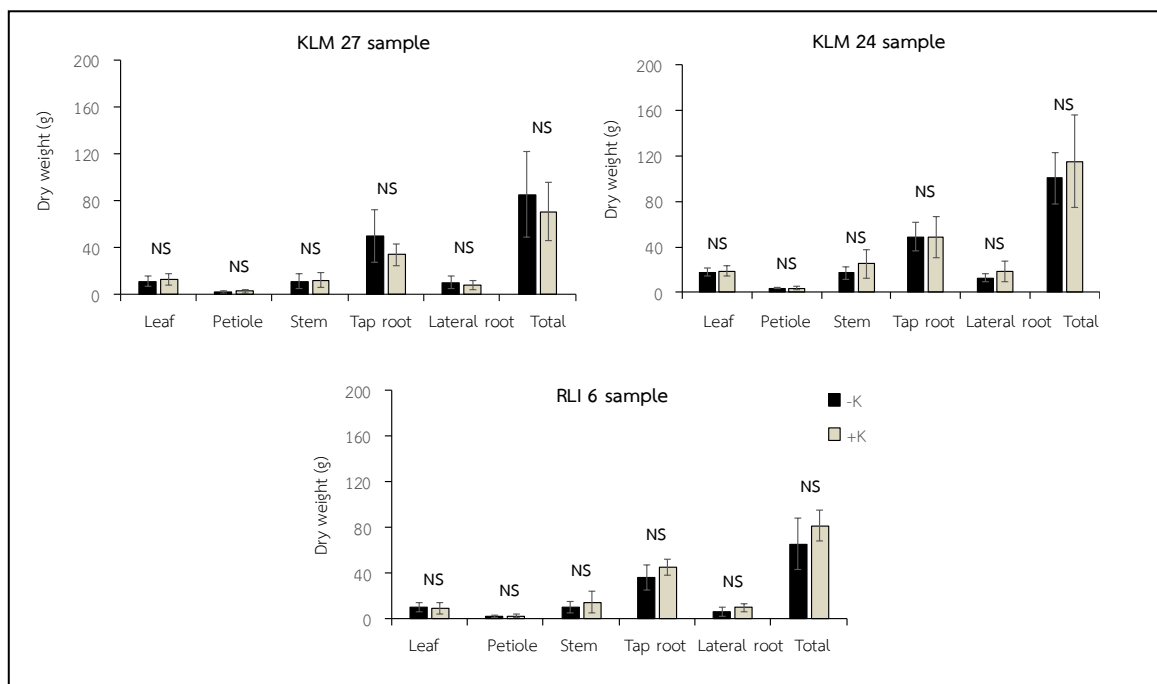 KLM 27 sample
200
160
120
80
40
0
Dry weight (g)
NS
NS
NS
NS
NS
NS
Leaf Petiole Stem Tap root Lateral root Total
KLM 24 sample
200
160
120
80
40
0
Dry weight (g)
NS
NS
NS
NS
NS
NS
Leaf Petiole Stem Tap root Lateral root Total
RLI 6 sample
200
160
120
80
40
0
Dry weight (g)
NS
NS
NS
NS
NS
NS
Leaf Petiole Stem Tap root Lateral root Total
-K
+K